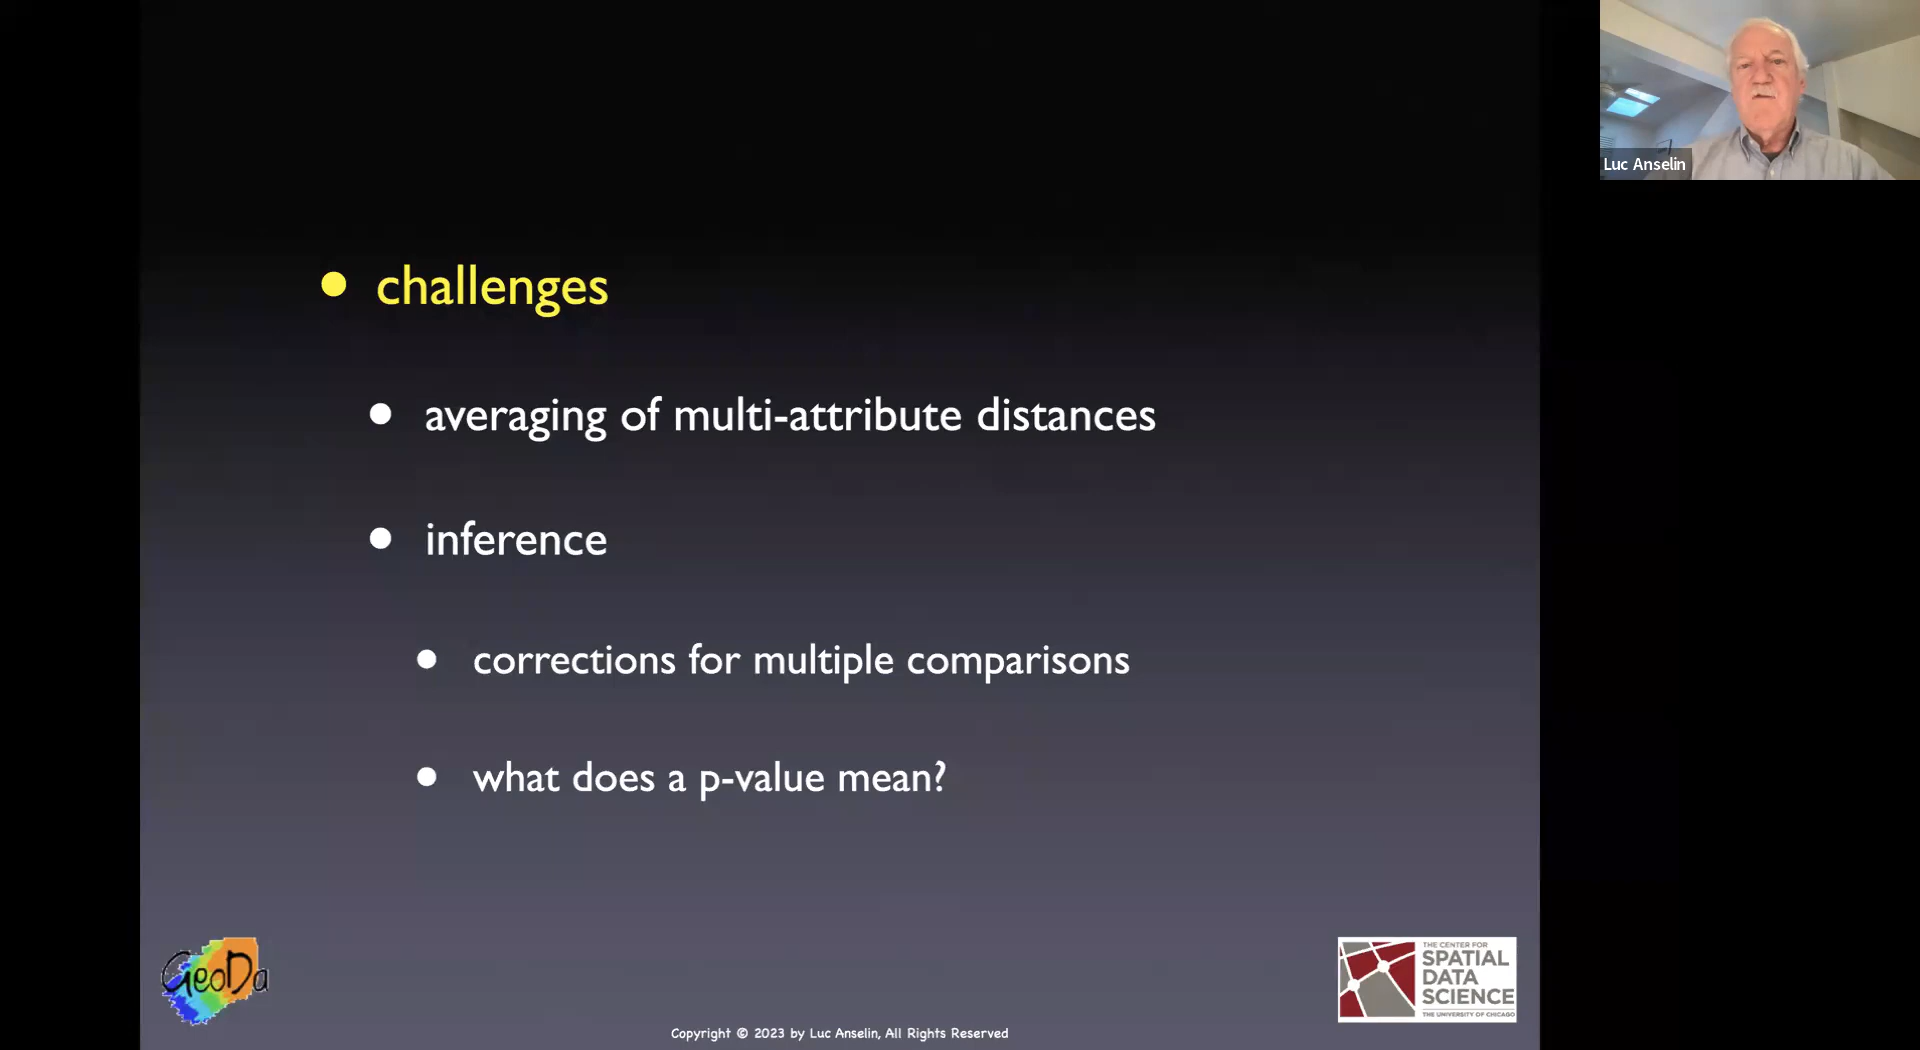 Luc Anselin
• challenges
• averaging of multi-attribute distances
• inference
• corrections for multiple comparisons
• what does a p-value mean?
GeoDa
THE CENTER FOR
SPATIAL
DATA
SCIENCE
THE UNIVERSITY OF CHICAGO
Copyright © 2023 by Luc Anselin, All Rights Reserved